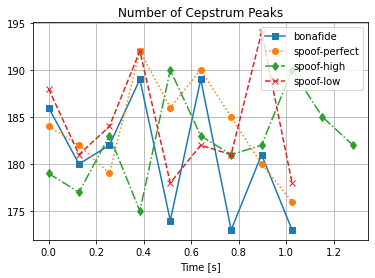 Number of Cepstrum Peaks
195
190
185
180
175
bonafide
spoof-perfect
spoof-high
spoof-low
0.0 0.2 0.4 0.6 0.8 1.0 1.2
Time [s]